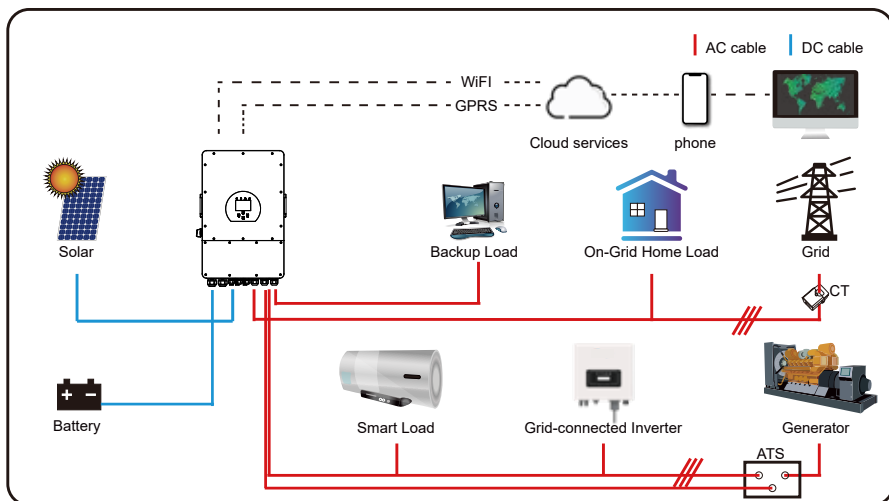 AC cable
DC cable
WiFI
GPRS
Cloud services
phone
Solar
Backup Load
On-Grid Home Load
Grid
CT
Battery
Smart Load
Grid-connected Inverter
Generator
ATS